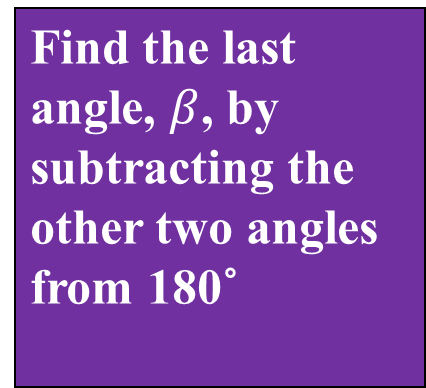 Find the last
angle, β, by
subtracting the
other two angles
from 180°